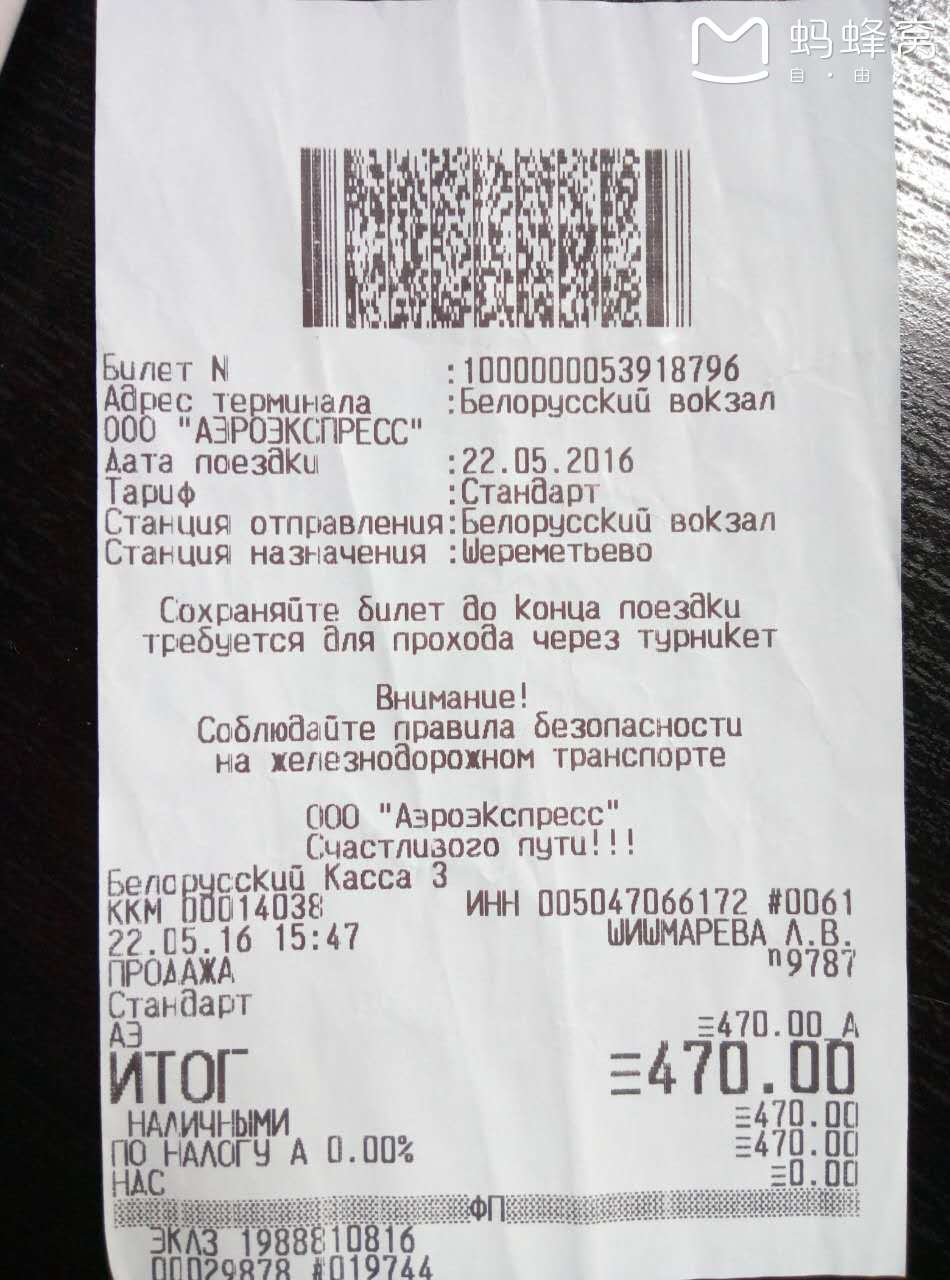 蚂蜂窝
自·由
Билет N :1000000053918796
Адрес терминала :Белорусский вокзал
ООО "АЭРОЭКСПРЕСС"
Дата поездки :22.05.2016
Тариф :Стандарт
Станция отправления:Белорусский вокзал
Станция назначения :Шереметьево
Сохраняйте билет до конца поездки
требуется для прохода через турникет
Внимание!
Соблюдайте правила безопасности
на железнодорожном транспорте
ООО "Аэроэкспресс"
Счастливого пути!!!
Белорусский Касса 3
ККМ 00014038 ИНН 005047066172 #0061
22.05.16 15:47 ШИШМАРЕВА Л.В.
ПРОДАЖА n9787
Стандарт
АЭ ≡470.00_А
ИТОГ ≡470.00
НАЛИЧНЫМИ ≡470.00
ПО НАЛОГУ А 0.00% ≡470.00
НДС ≡0.00
ФП
ЭКЛЗ 1988810816
00029878 #019744